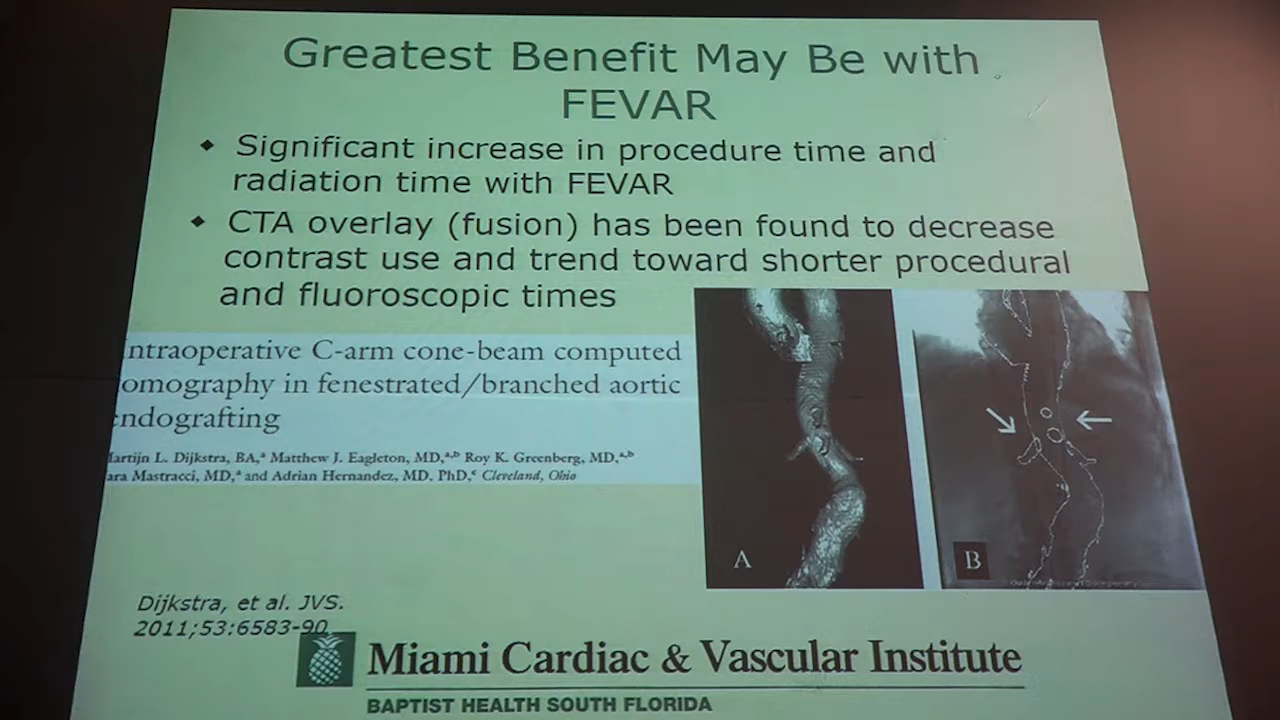 Greatest Benefit May Be with
FEVAR
Significant increase in procedure time and
radiation time with FEVAR
CTA overlay (fusion) has been found to decrease
contrast use and trend toward shorter procedural
and fluoroscopic times
ntraoperative C-arm cone-beam computed
omography in fenestrated/branched aortic
endografting
Martijn L. Dijkstra, BA,ᵃ Matthew J. Eagleton, MD,ᵃ,ᵇ Roy K. Greenberg, MD,ᵃ,ᵇ
ara Mastracci, MD,ᵃ and Adrian Hernandez, MD, PhD,ᶜ Cleveland, Ohio
A
B
Dijkstra, et al. JVS.
2011;53:6583-90
Miami Cardiac & Vascular Institute
BAPTIST HEALTH SOUTH FLORIDA